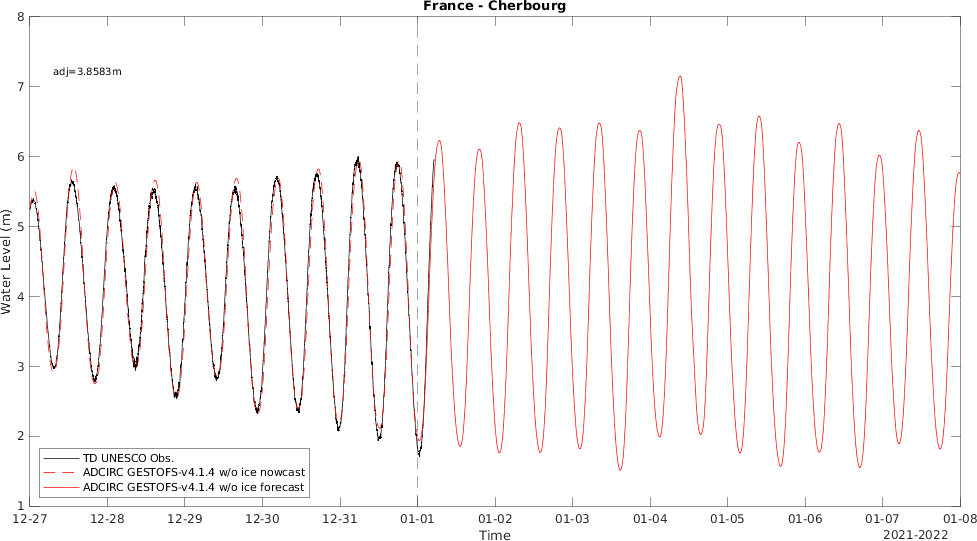 France - Cherbourg
8
adj=3.8583m
7
6
5
4
3
2
1
Water Level (m)
TD UNESCO Obs.
ADCIRC GESTOFS-v4.1.4 w/o ice nowcast
ADCIRC GESTOFS-v4.1.4 w/o ice forecast
12-27 12-28 12-29 12-30 12-31 01-01 01-02 01-03 01-04 01-05 01-06 01-07 01-08
Time
2021-2022